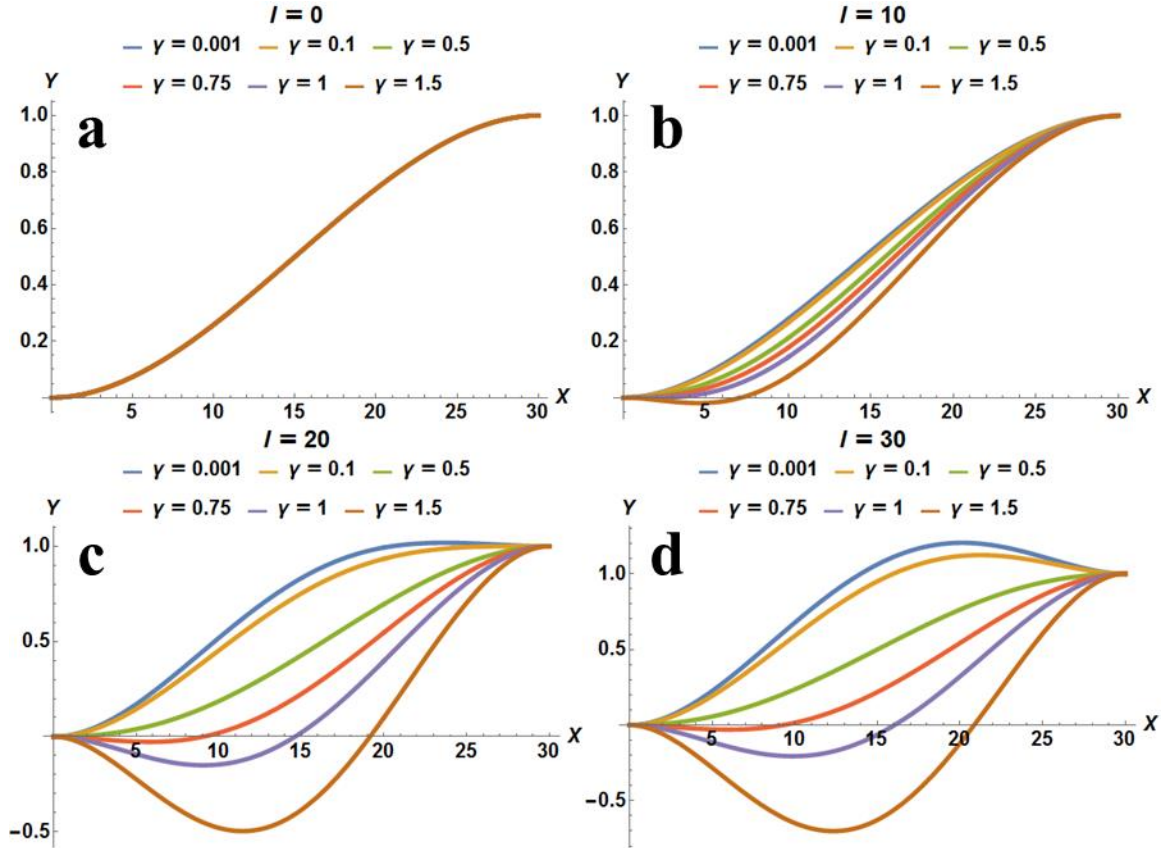 l = 0
γ = 0.001 γ = 0.1 γ = 0.5
γ = 0.75 γ = 1 γ = 1.5
Y
a
1.0
0.8
0.6
0.4
0.2
5 10 15 20 25 30 X
l = 10
γ = 0.001 γ = 0.1 γ = 0.5
γ = 0.75 γ = 1 γ = 1.5
Y
b
1.0
0.8
0.6
0.4
0.2
5 10 15 20 25 30 X
l = 20
γ = 0.001 γ = 0.1 γ = 0.5
γ = 0.75 γ = 1 γ = 1.5
Y
c
1.0
0.5
5 10 15 20 25 30 X
−0.5
l = 30
γ = 0.001 γ = 0.1 γ = 0.5
γ = 0.75 γ = 1 γ = 1.5
Y
d
1.0
0.5
5 10 15 20 25 30 X
−0.5